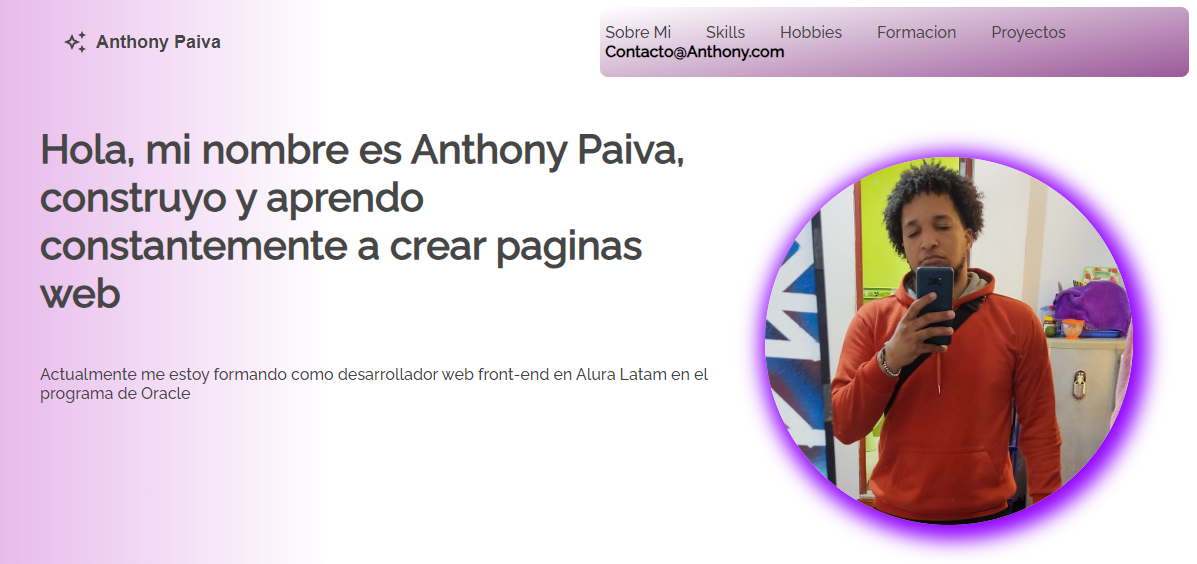 Anthony Paiva
Sobre Mi Skills Hobbies Formacion Proyectos
Contacto@Anthony.com
Hola, mi nombre es Anthony Paiva,
construyo y aprendo
constantemente a crear paginas
web
Actualmente me estoy formando como desarrollador web front-end en Alura Latam en el
programa de Oracle